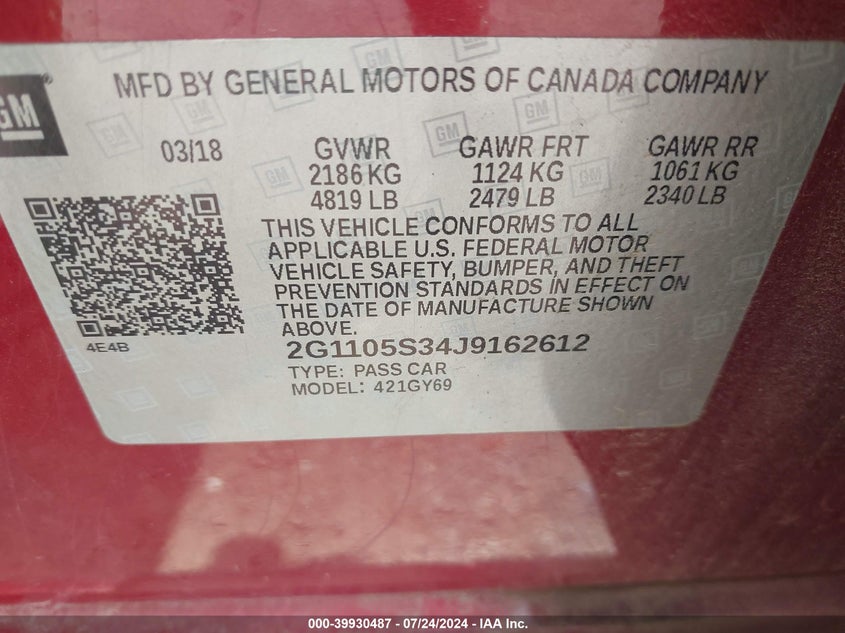 GM
MFD BY GENERAL MOTORS OF CANADA COMPANY
03/18 GVWR GAWR FRT GAWR RR
2186 KG 1124 KG 1061 KG
4819 LB 2479 LB 2340 LB
THIS VEHICLE CONFORMS TO ALL
APPLICABLE U.S. FEDERAL MOTOR
VEHICLE SAFETY, BUMPER, AND THEFT
PREVENTION STANDARDS IN EFFECT ON
THE DATE OF MANUFACTURE SHOWN
ABOVE.
4E4B
2G1105S34J9162612
TYPE: PASS CAR
MODEL: 421GY69
000-39930487 - 07/24/2024 - IAA Inc.